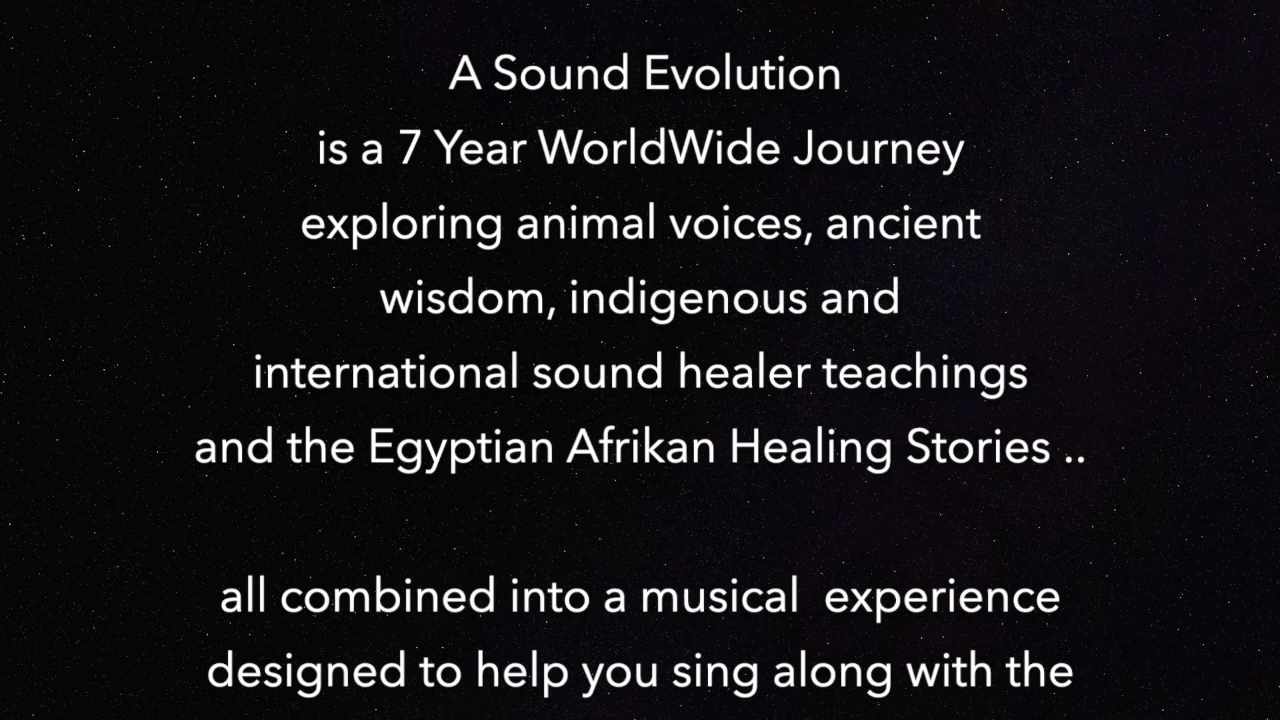 A Sound Evolution
is a 7 Year WorldWide Journey
exploring animal voices, ancient
wisdom, indigenous and
international sound healer teachings
and the Egyptian Afrikan Healing Stories ..
all combined into a musical  experience
designed to help you sing along with the